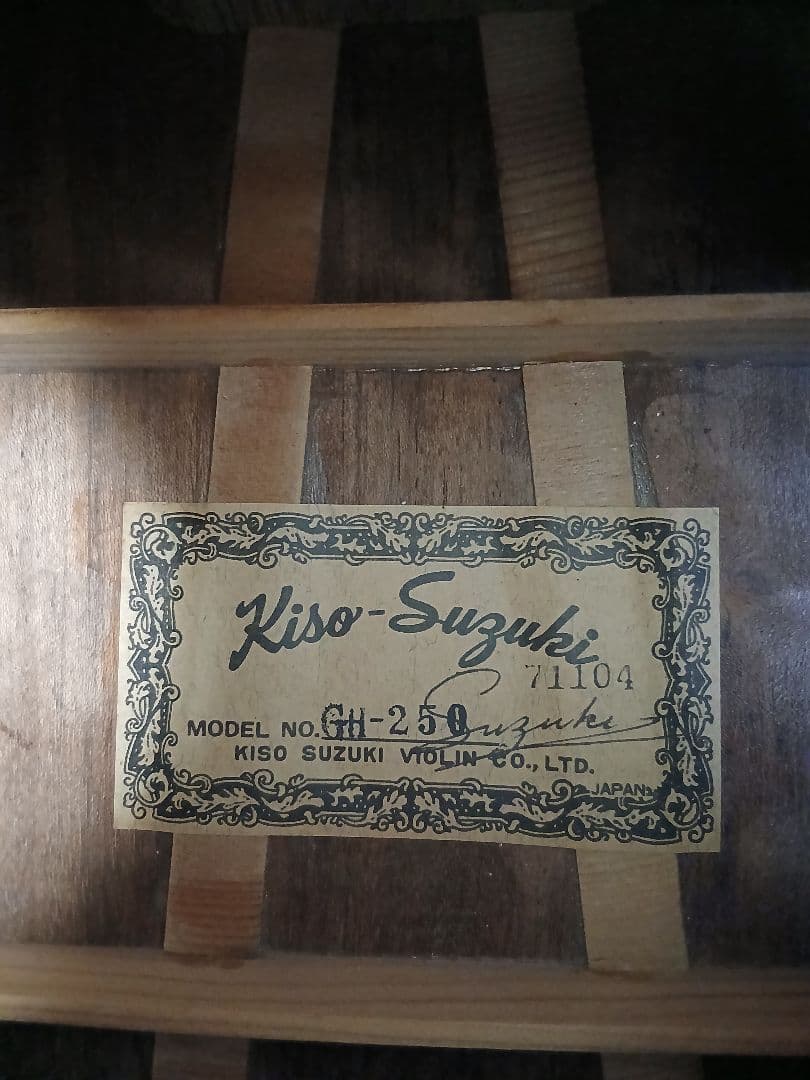 Kiso-Suzuki
71104
MODEL NO. GH-250 Suzuki
KISO SUZUKI VIOLIN CO., LTD.
JAPAN